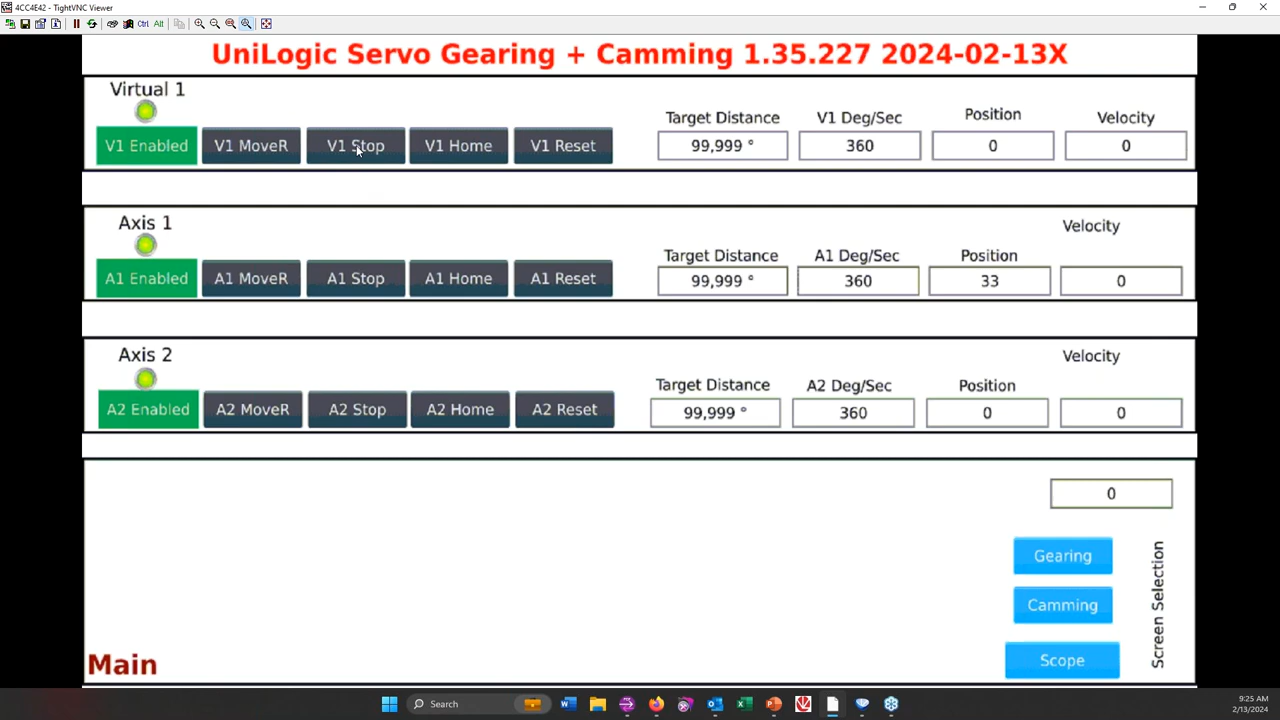 4CC4E42 - TightVNC Viewer
Ctrl Alt
UniLogic Servo Gearing + Camming 1.35.227 2024-02-13X
Virtual 1
Target Distance V1 Deg/Sec Position Velocity
V1 Enabled V1 MoveR V1 Stop V1 Home V1 Reset 99,999 ° 360 0 0
Axis 1
Velocity
Target Distance A1 Deg/Sec Position
A1 Enabled A1 MoveR A1 Stop A1 Home A1 Reset 99,999 ° 360 33 0
Axis 2
Velocity
Target Distance A2 Deg/Sec Position
A2 Enabled A2 MoveR A2 Stop A2 Home A2 Reset 99,999 ° 360 0 0
0
Gearing
Camming
Scope
Screen Selection
Main
Search
9:25 AM
2/13/2024